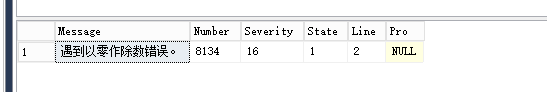 Message Number Severity State Line Pro
1 遇到以零作除数错误。 8134 16 1 2 NULL